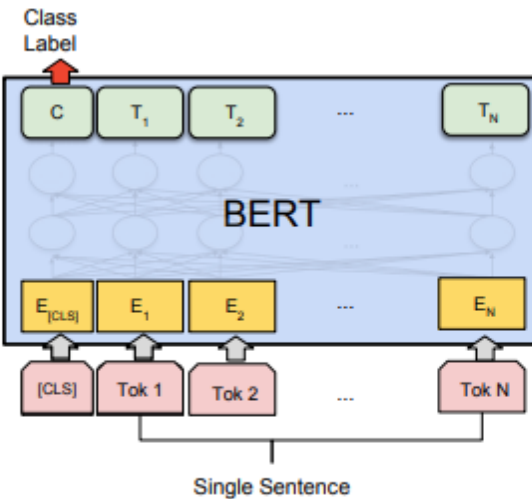 Class
Label
C T1 T2 ... TN
BERT
E[CLS] E1 E2 ... EN
[CLS] Tok 1 Tok 2 ... Tok N
Single Sentence